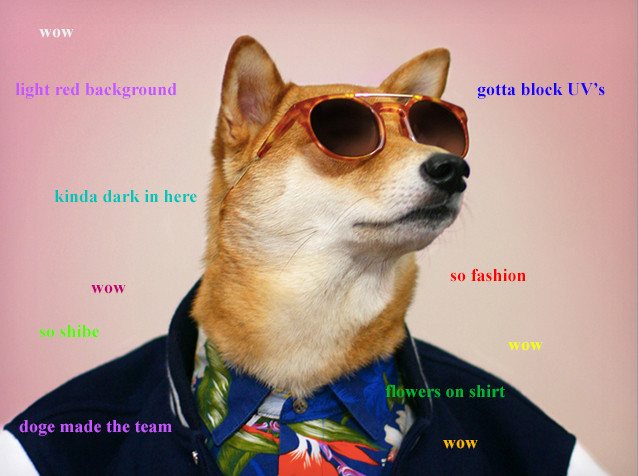 wow
light red background
gotta block UV's
kinda dark in here
so fashion
wow
so shibe
wow
flowers on shirt
doge made the team
wow